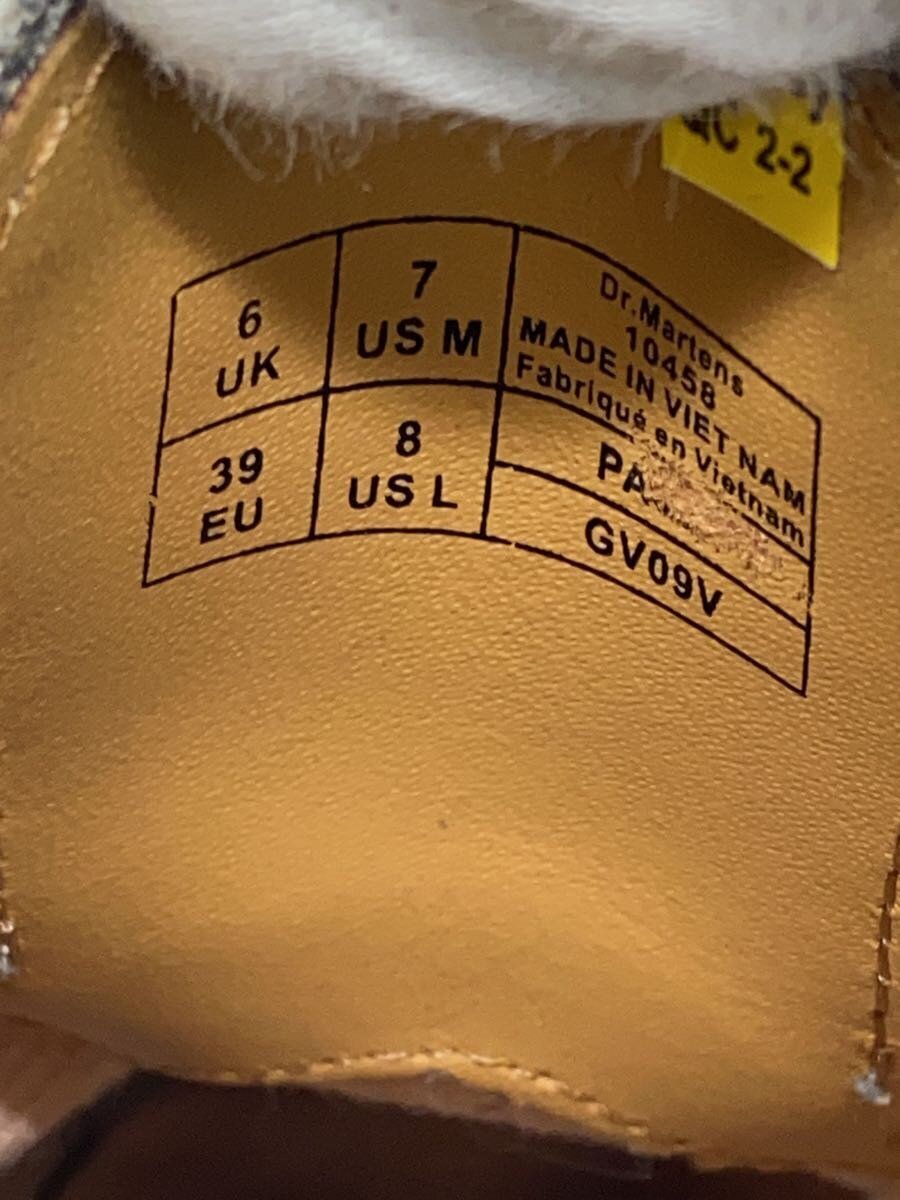 QC 2-2
6
UK
7
US M
39
EU
8
US L
Dr.Martens
10458
MADE IN VIET NAM
Fabriqué en Vietnam
GV09V